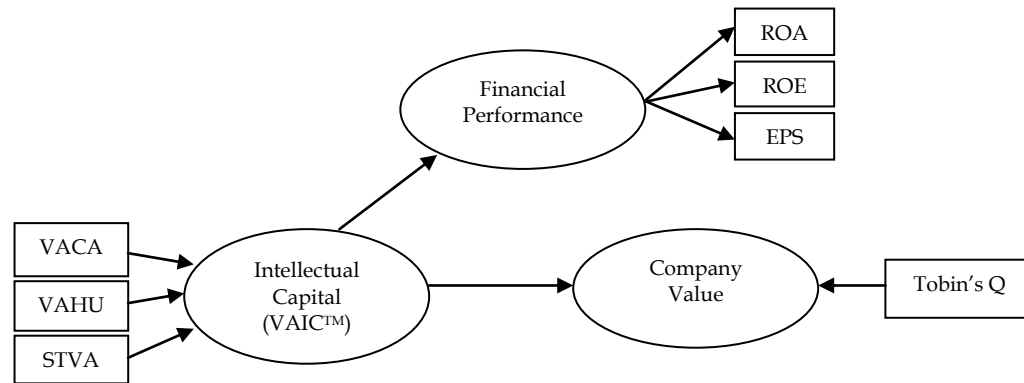 ROA
Financial
Performance
ROE
EPS
VACA
VAHU
STVA
Intellectual
Capital
(VAIC™)
Company
Value
Tobin’s Q